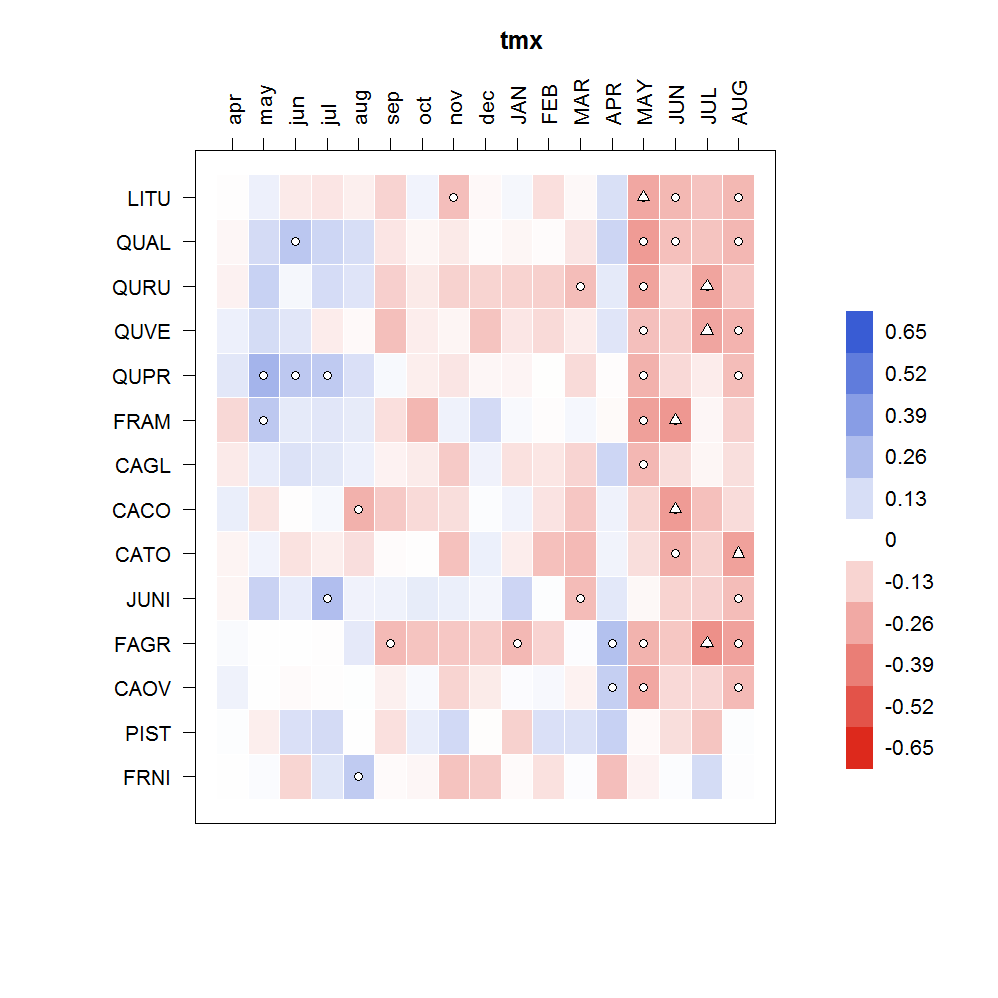 tmx
apr may jun jul aug sep oct nov dec JAN FEB MAR APR MAY JUN JUL AUG
LITU
QUAL
QURU
QUVE
QUPR
FRAM
CAGL
CACO
CATO
JUNI
FAGR
CAOV
PIST
FRNI
0.65
0.52
0.39
0.26
0.13
0
-0.13
-0.26
-0.39
-0.52
-0.65